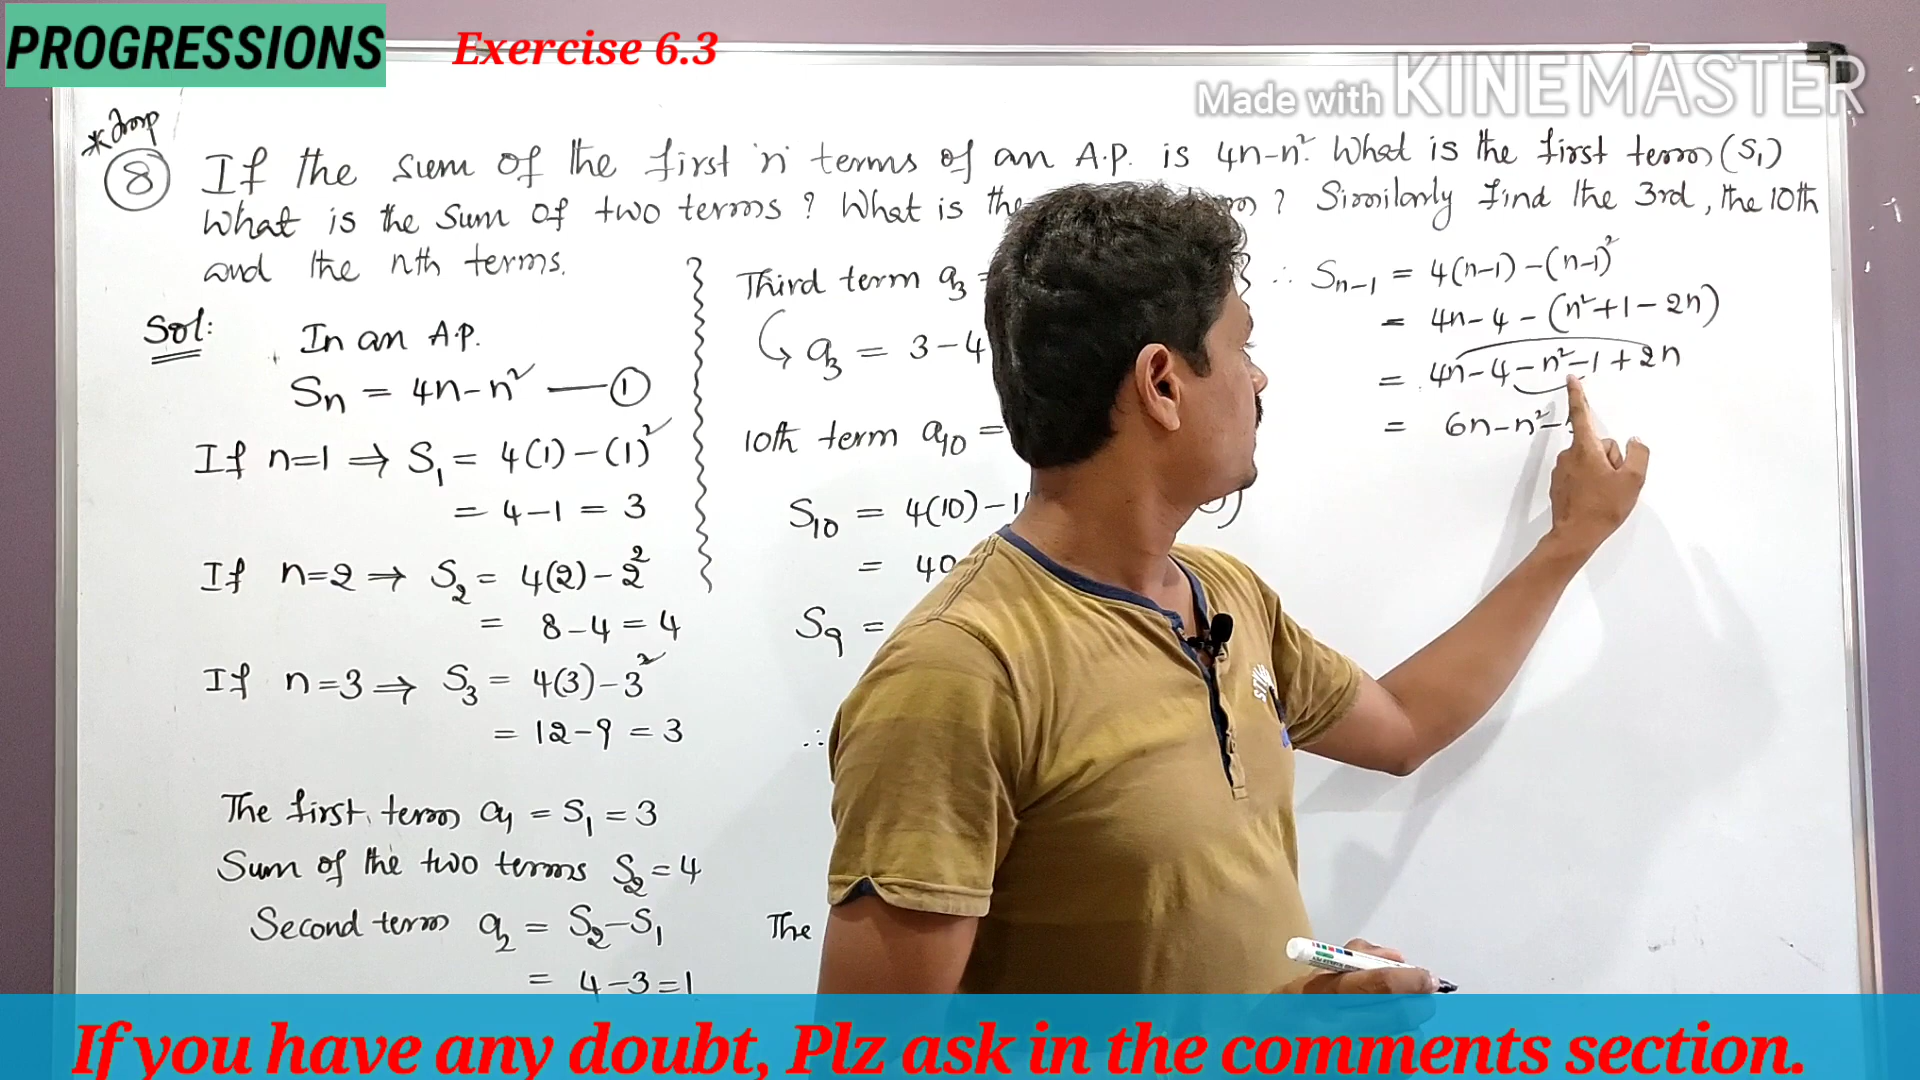 PROGRESSIONS
Exercise 6.3
Made with KINEMASTER
*Imp
8 If the sum of the first 'n' terms of an A.P. is 4n-n². What is the first term (S₁)
What is the sum of two terms? What is the ? Similarly find the 3rd, the 10th
and the nth terms.
Sol: In an A.P.
Sₙ = 4n-n² — ①
If n=1 ⇒ S₁ = 4(1)-(1)²
= 4-1 = 3
If n=2 ⇒ S₂ = 4(2)-2²
= 8-4 = 4
If n=3 ⇒ S₃ = 4(3)-3²
= 12-9 = 3
The first term a₁ = S₁ = 3
Sum of the two terms S₂=4
Second term a₂ = S₂-S₁
= 4-3=1
Third term a₃ =
a₃ = 3-4
10th term a₁₀ =
S₁₀ = 4(10)-1
= 40
S₉ =
∴
The
∴ Sₙ₋₁ = 4(n-1)-(n-1)²
= 4n-4-(n²+1-2n)
= 4n-4-n²-1+2n
= 6n-n²-
If you have any doubt, Plz ask in the comments section.